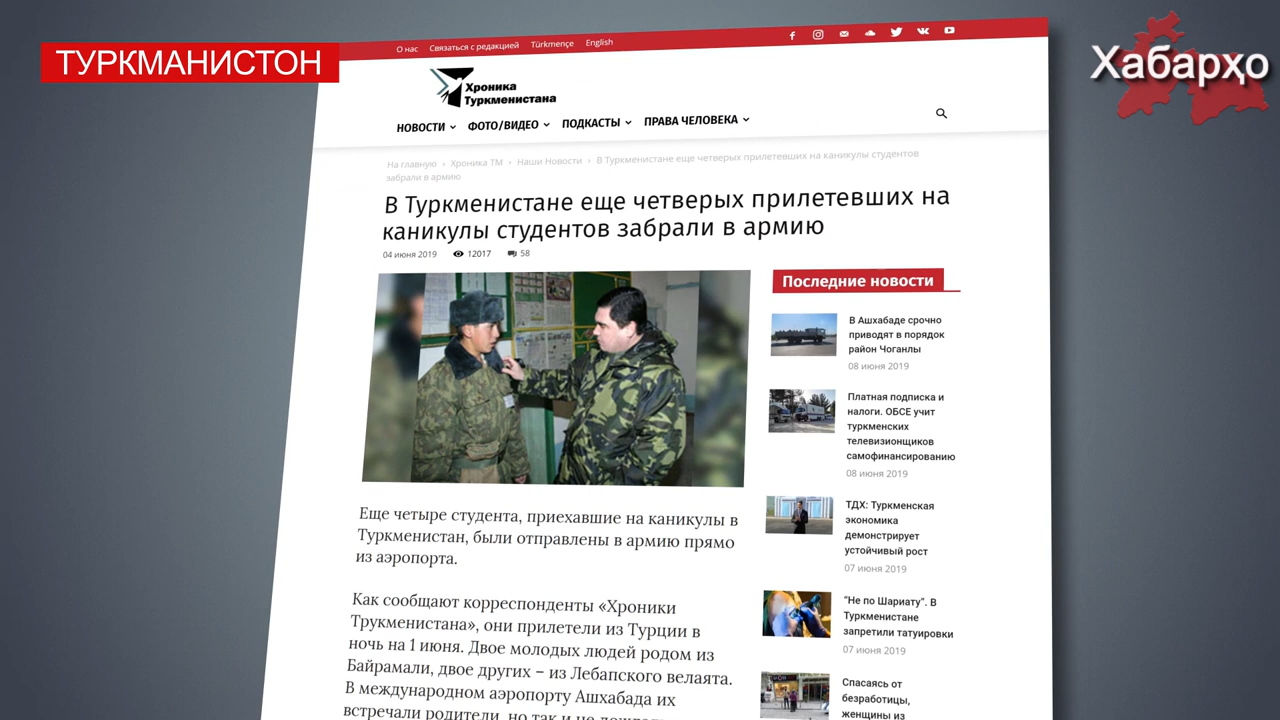 ТУРКМАНИСТОН
Хабарҳо
О нас Связаться с редакцией Türkmençe English
Хроника
Туркменистана
НОВОСТИ ФОТО/ВИДЕО ПОДКАСТЫ ПРАВА ЧЕЛОВЕКА
На главную › Хроника ТМ › Наши Новости › В Туркменистане еще четверых прилетевших на каникулы студентов
забрали в армию
В Туркменистане еще четверых прилетевших на
каникулы студентов забрали в армию
04 июня 2019 12017 58
Еще четыре студента, приехавшие на каникулы в
Туркменистан, были отправлены в армию прямо
из аэропорта.
Как сообщают корреспонденты «Хроники
Трукменистана», они прилетели из Турции в
ночь на 1 июня. Двое молодых людей родом из
Байрамали, двое других – из Лебапского велаята.
В международном аэропорту Ашхабада их
встречали родители, но так и не
Последние новости
В Ашхабаде срочно
приводят в порядок
район Чоганлы
08 июня 2019
Платная подписка и
налоги. ОБСЕ учит
туркменских
телевизионщиков
самофинансированию
08 июня 2019
ТДХ: Туркменская
экономика
демонстрирует
устойчивый рост
07 июня 2019
“Не по Шариату”. В
Туркменистане
запретили татуировки
07 июня 2019
Спасаясь от
безработицы,
женщины из